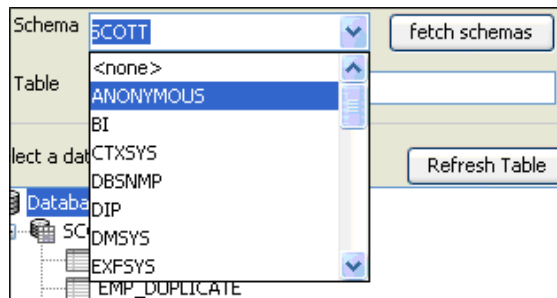 Schema SCOTT fetch schemas
<none>
Table ANONYMOUS
BI
lect a dat CTXSYS Refresh Table
DBSNMP
Databa DIP
SCO DMSYS
EXFSYS
EMP_DUPLICATE